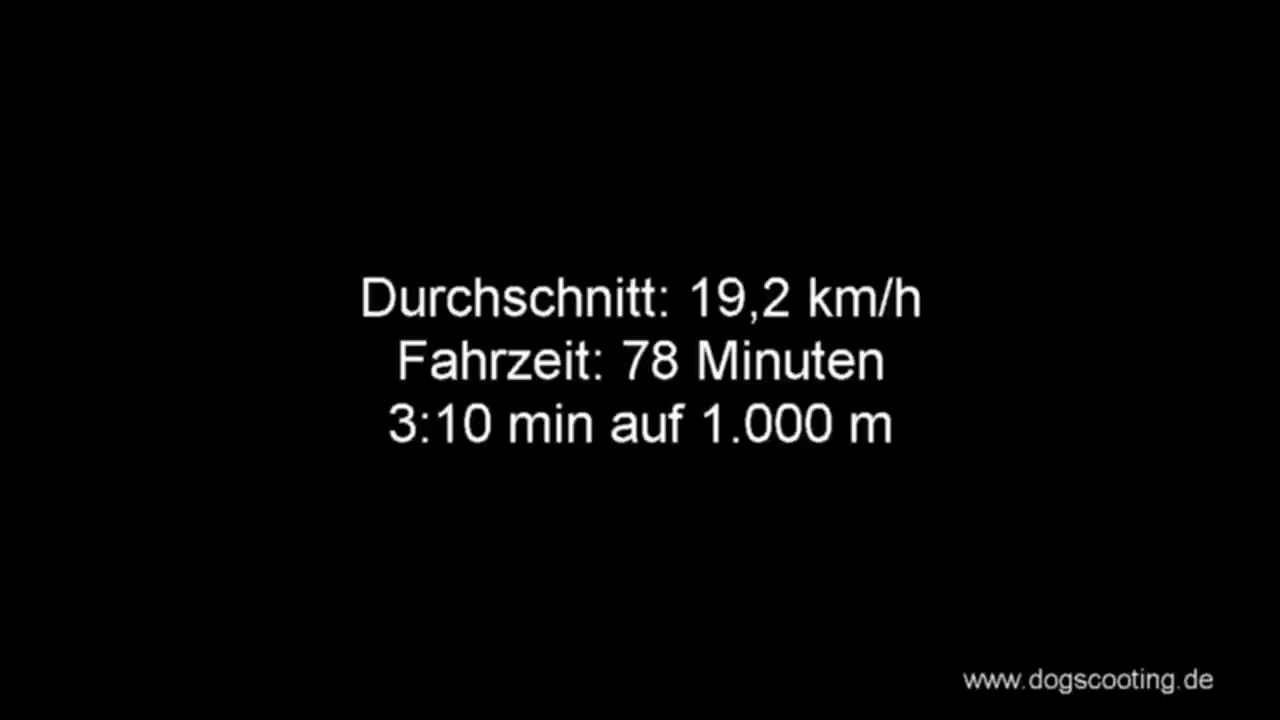 Durchschnitt: 19,2 km/h
Fahrzeit: 78 Minuten
3:10 min auf 1.000 m
www.dogscooting.de